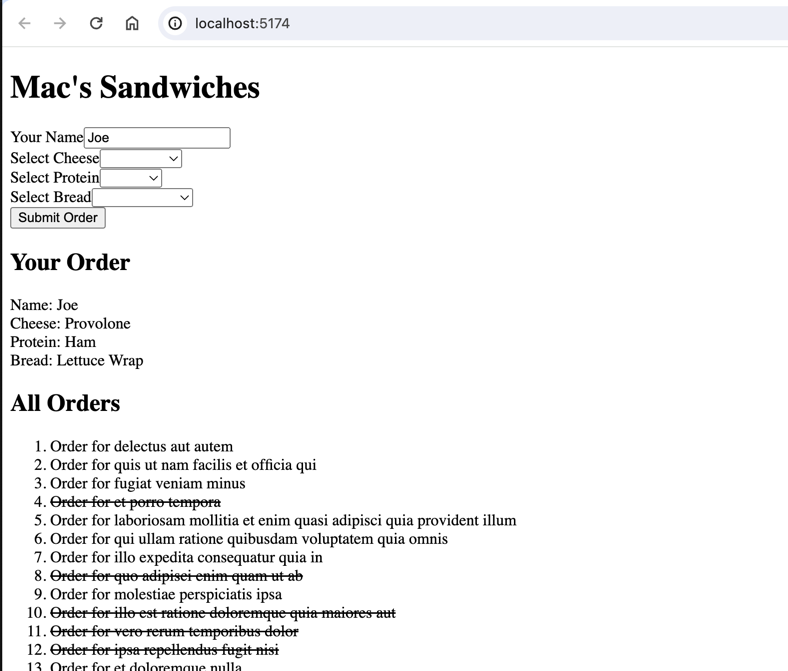 localhost:5174
Mac's Sandwiches
Your Name Joe
Select Cheese
Select Protein
Select Bread
Submit Order
Your Order
Name: Joe
Cheese: Provolone
Protein: Ham
Bread: Lettuce Wrap
All Orders
1. Order for delectus aut autem
2. Order for quis ut nam facilis et officia qui
3. Order for fugiat veniam minus
4. Order for et porro tempora
5. Order for laboriosam mollitia et enim quasi adipisci quia provident illum
6. Order for qui ullam ratione quibusdam voluptatem quia omnis
7. Order for illo expedita consequatur quia in
8. Order for quo adipisci enim quam ut ab
9. Order for molestiae perspiciatis ipsa
10. Order for illo est ratione doloremque quia maiores aut
11. Order for vero rerum temporibus dolor
12. Order for ipsa repellendus fugit nisi
13. Order for et doloremque nulla